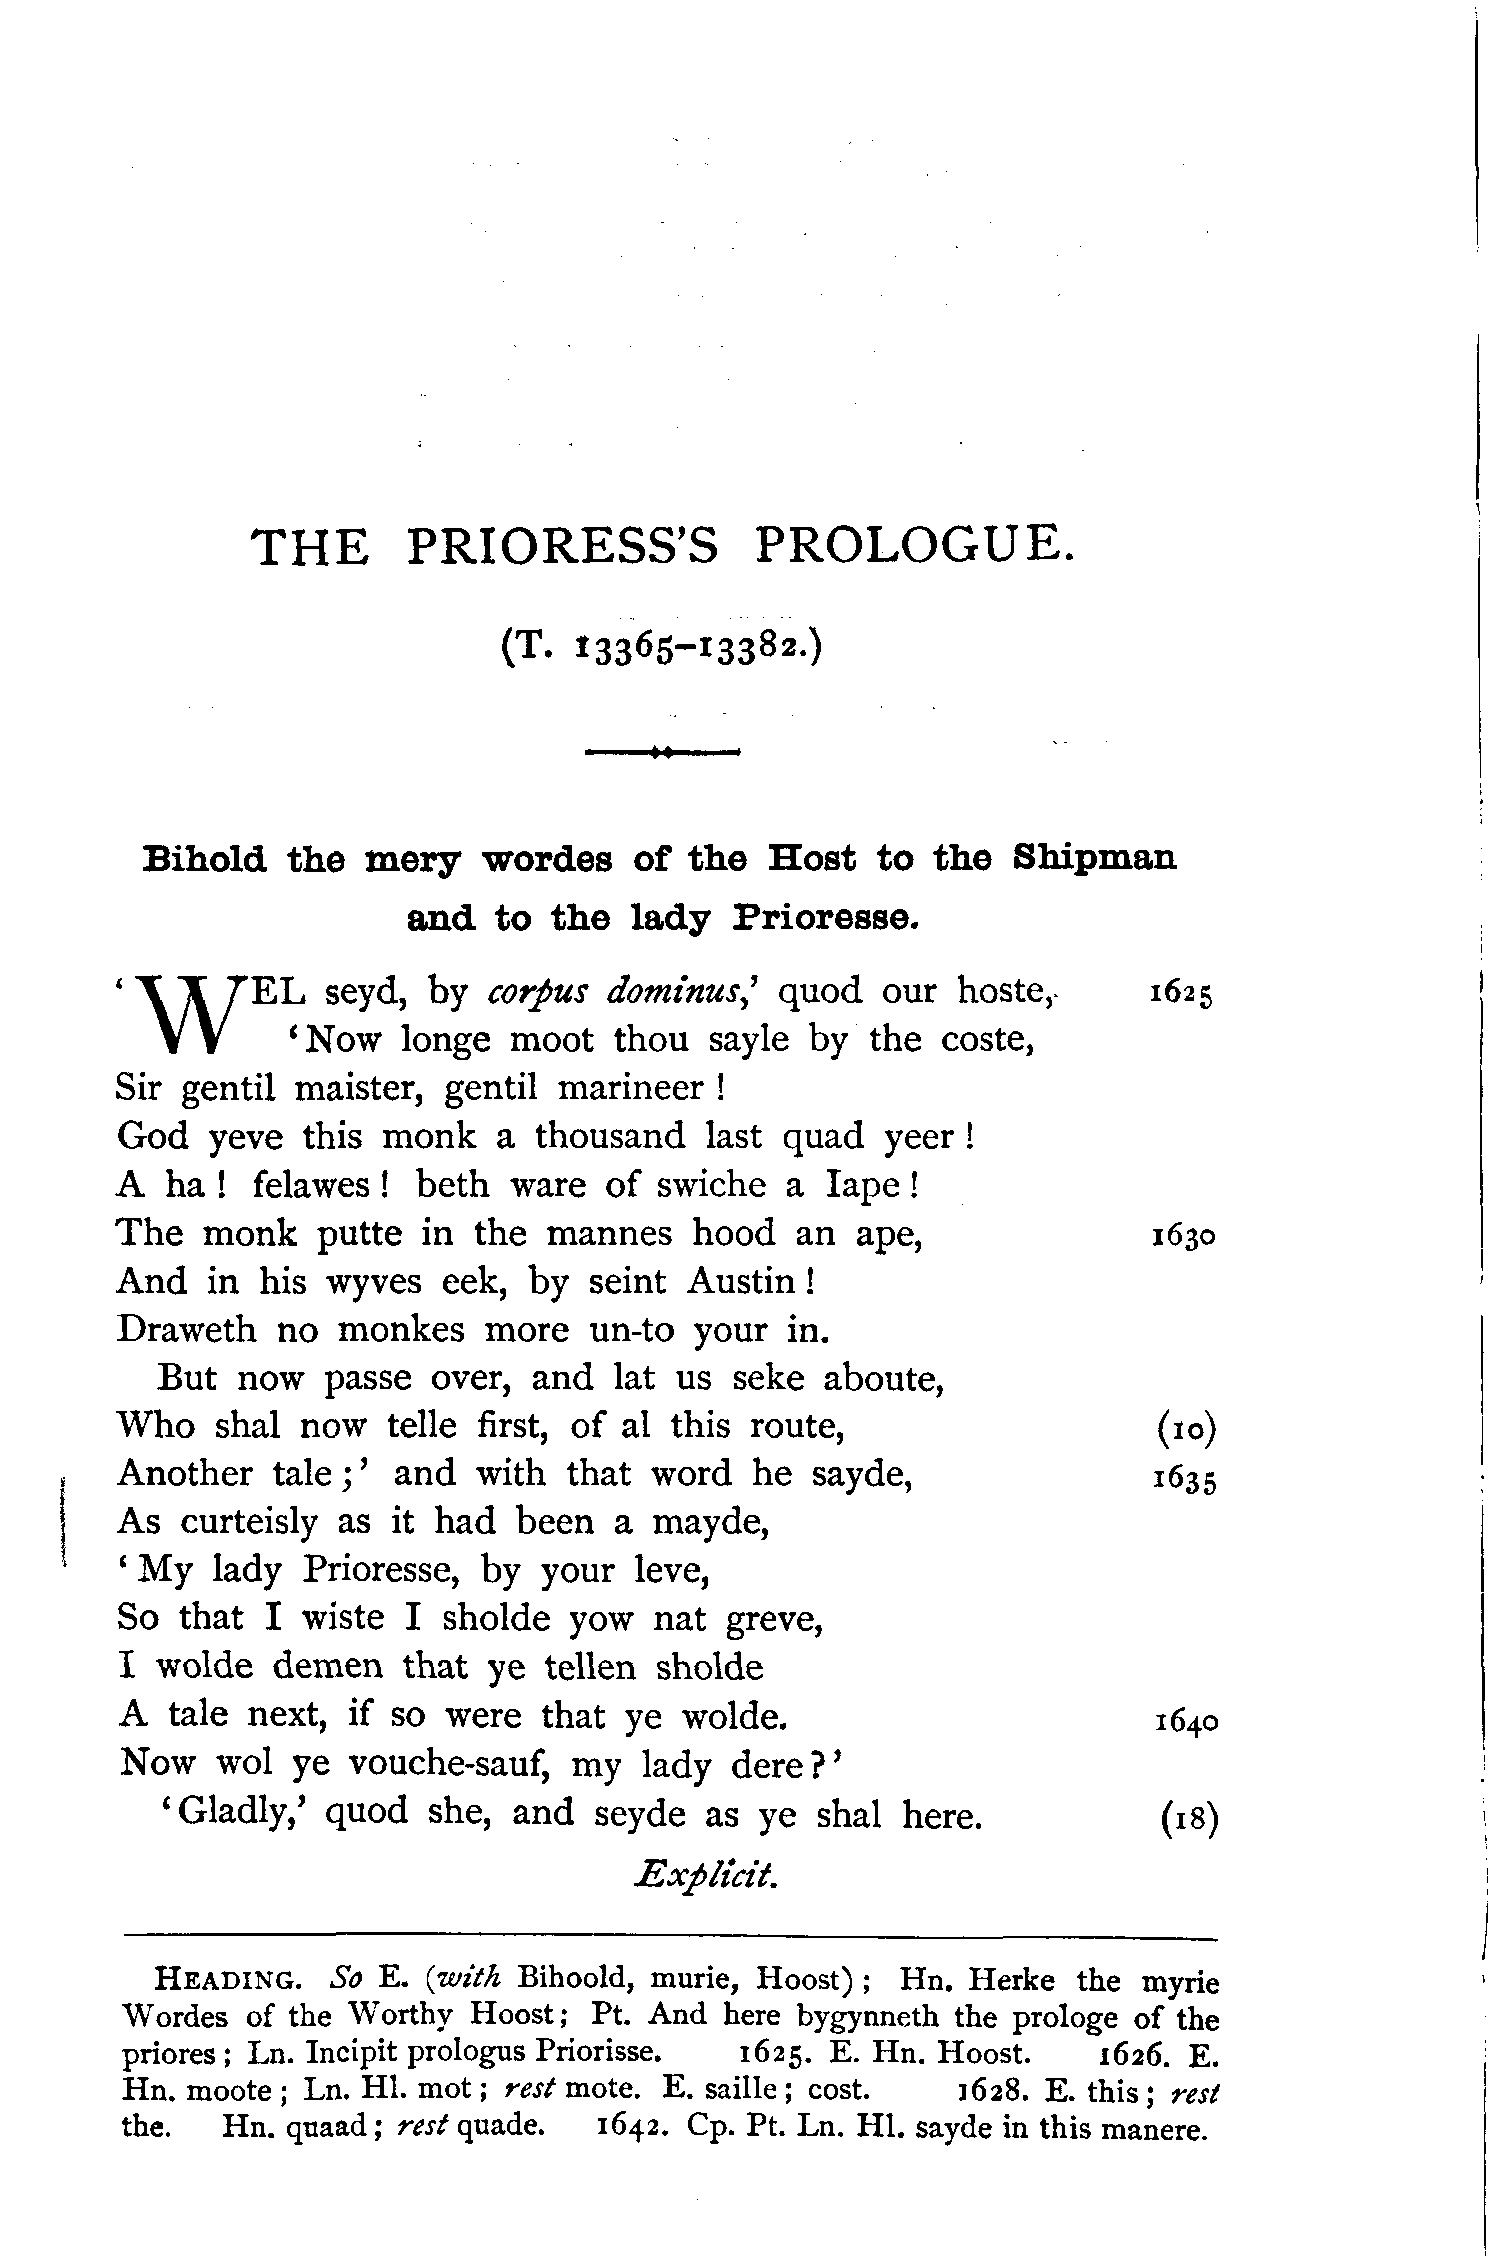 THE PRIORESS'S PROLOGUE.
(T. 13365–13382.)
Bihold the mery wordes of the Host to the Shipman
and to the lady Prioresse.
‘WEL seyd, by corpus dominus,’ quod our hoste, 1625
‘Now longe moot thou sayle by the coste,
Sir gentil maister, gentil marineer !
God yeve this monk a thousand last quad yeer !
A ha ! felawes ! beth ware of swiche a Iape !
The monk putte in the mannes hood an ape, 1630
And in his wyves eek, by seint Austin !
Draweth no monkes more un-to your in.
But now passe over, and lat us seke aboute,
Who shal now telle first, of al this route, (10)
Another tale ;’ and with that word he sayde, 1635
As curteisly as it had been a mayde,
‘My lady Prioresse, by your leve,
So that I wiste I sholde yow nat greve,
I wolde demen that ye tellen sholde
A tale next, if so were that ye wolde. 1640
Now wol ye vouche-sauf, my lady dere ?’
‘Gladly,’ quod she, and seyde as ye shal here. (18)
Explicit.
HEADING. So E. (with Bihoold, murie, Hoost) ; Hn. Herke the myrie
Wordes of the Worthy Hoost ; Pt. And here bygynneth the prologe of the
priores ; Ln. Incipit prologus Priorisse. 1625. E. Hn. Hoost. 1626. E.
Hn. moote ; Ln. Hl. mot ; rest mote. E. saille ; cost. 1628. E. this ; rest
the. Hn. quaad ; rest quade. 1642. Cp. Pt. Ln. Hl. sayde in this manere.